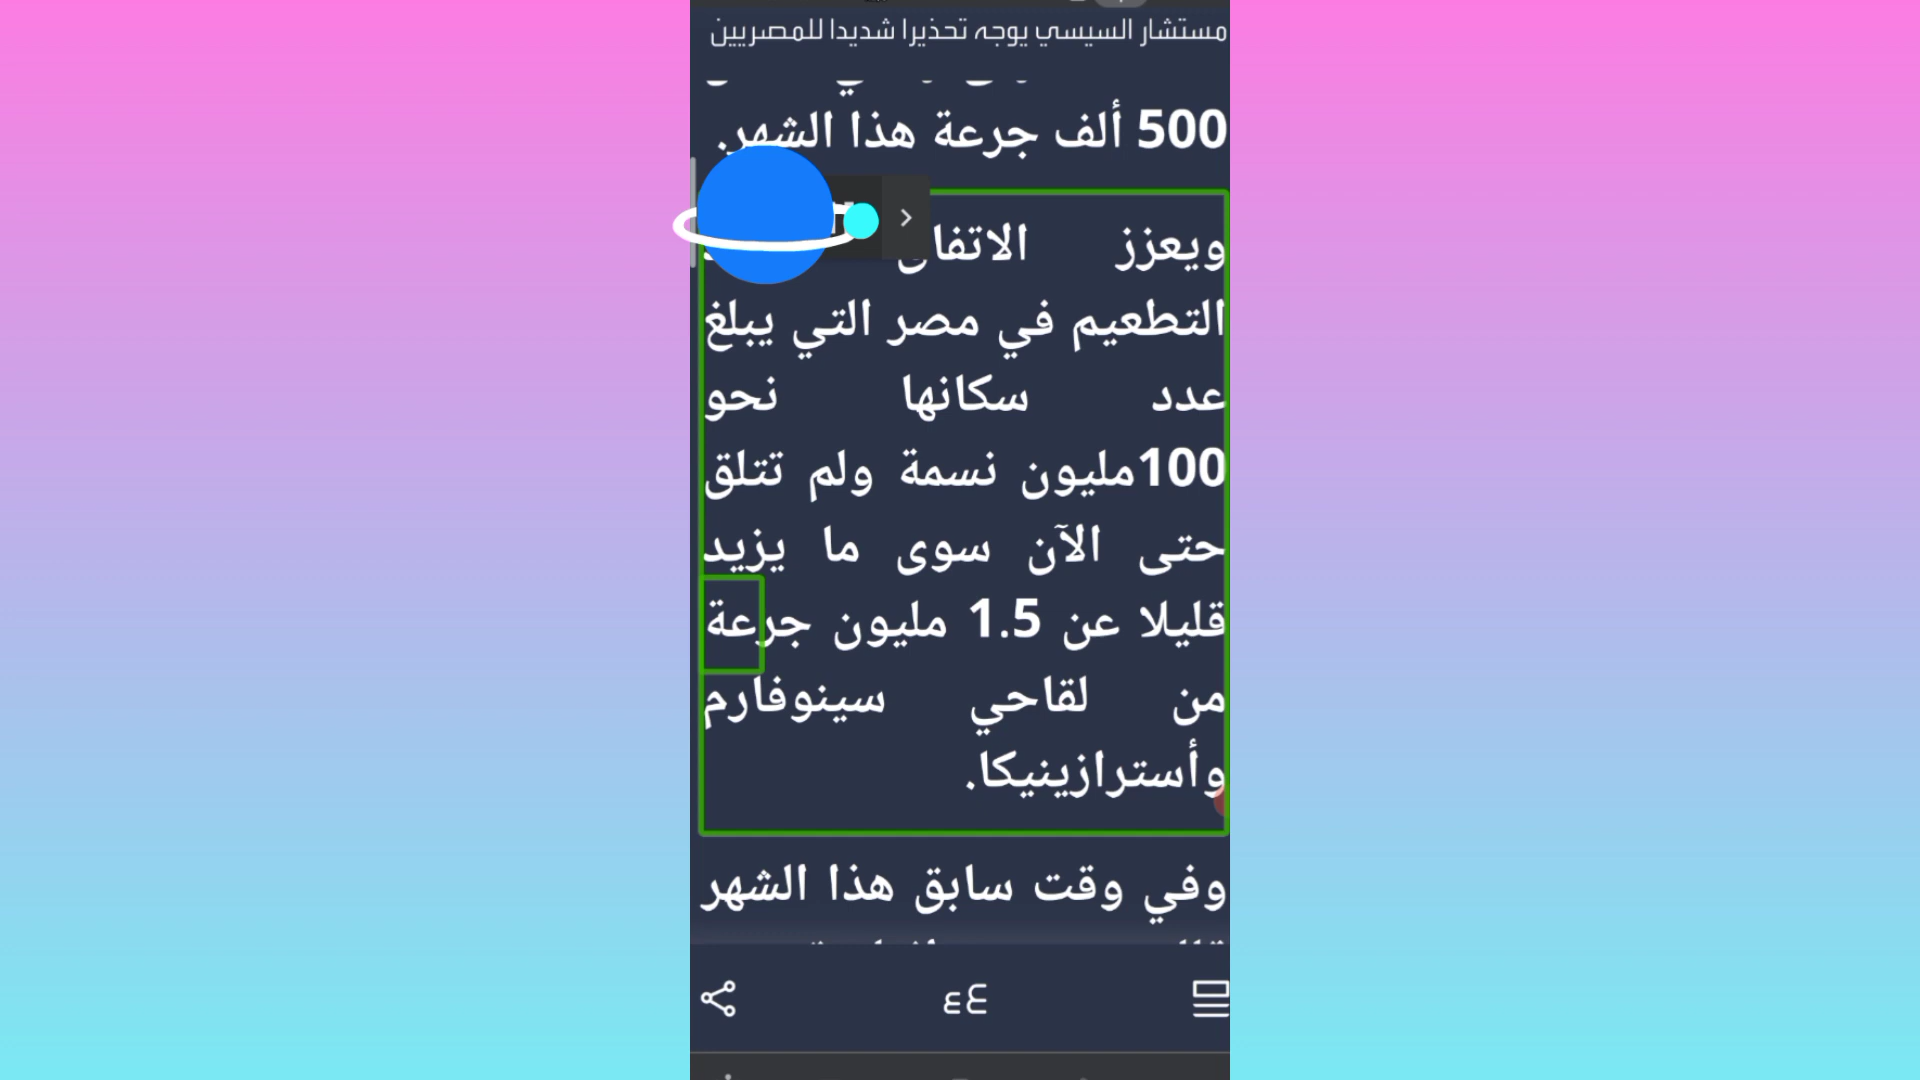 مستشار السيسي يوجه تحذيرا شديدا للمصريين
500 ألف جرعة هذا الشهر.
ويعزز الاتفاق
التطعيم في مصر التي يبلغ
عدد سكانها نحو
100مليون نسمة ولم تتلق
حتى الآن سوى ما يزيد
قليلا عن 1.5 مليون جرعة
من لقاحي سينوفارم
وأسترازينيكا.
وفي وقت سابق هذا الشهر
عع